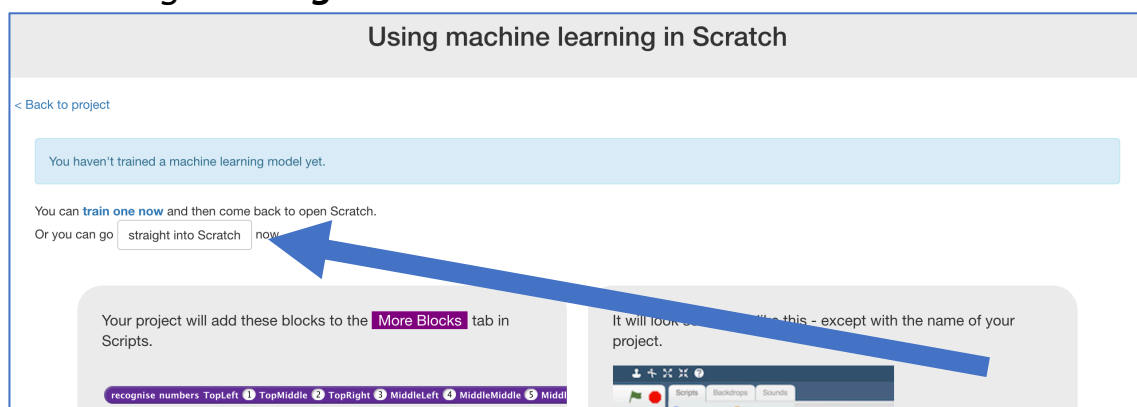 Using machine learning in Scratch
< Back to project
You haven't trained a machine learning model yet.
You can train one now and then come back to open Scratch.
Or you can go straight into Scratch now
Your project will add these blocks to the More Blocks tab in
Scripts.
It will look like this - except with the name of your
project.
recognise numbers TopLeft 1 TopMiddle 2 TopRight 3 MiddleLeft 4 MiddleMiddle 5
Scripts Backdrops Sounds